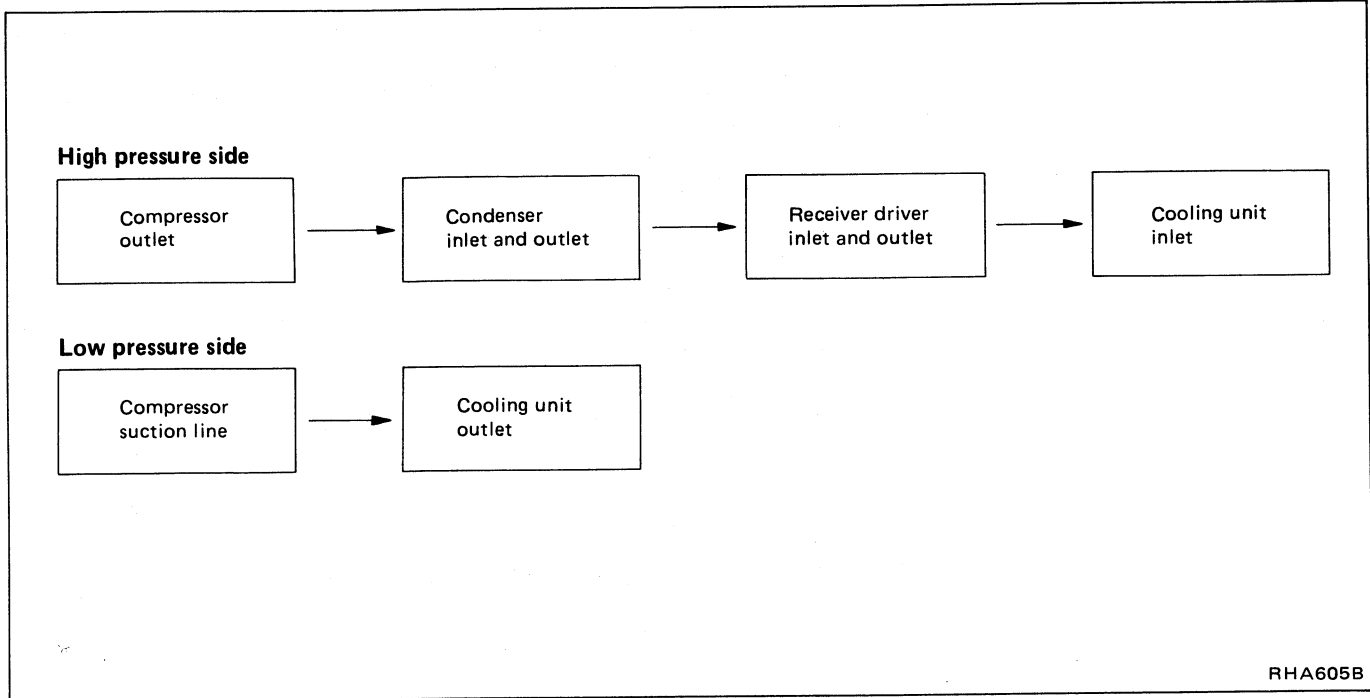 High pressure side
Compressor
outlet
Condenser
inlet and outlet
Receiver driver
inlet and outlet
Cooling unit
inlet
Low pressure side
Compressor
suction line
Cooling unit
outlet
RHA605B